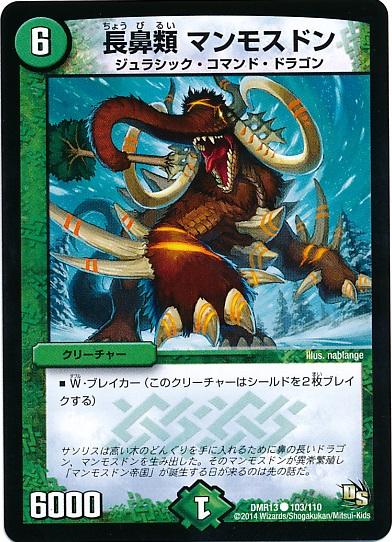 6
ちょうびるい
長鼻類 マンモスドン
ジュラシック・コマンド・ドラゴン
クリーチャー
illus. nablange
■W・ブレイカー（このクリーチャーはシールドを2枚ブレイ
クする）
サソリスは高い木のどんぐりを手に入れるために鼻の長いドラゴ
ン、マンモスドンを生み出した。そのマンモスドンが異常繁殖し
「マンモスドン帝国」が誕生する日が来るのは先の話だ。
6000
DS
DMR13 ● 103/110
©2014 Wizards/Shogakukan/Mitsui-Kids